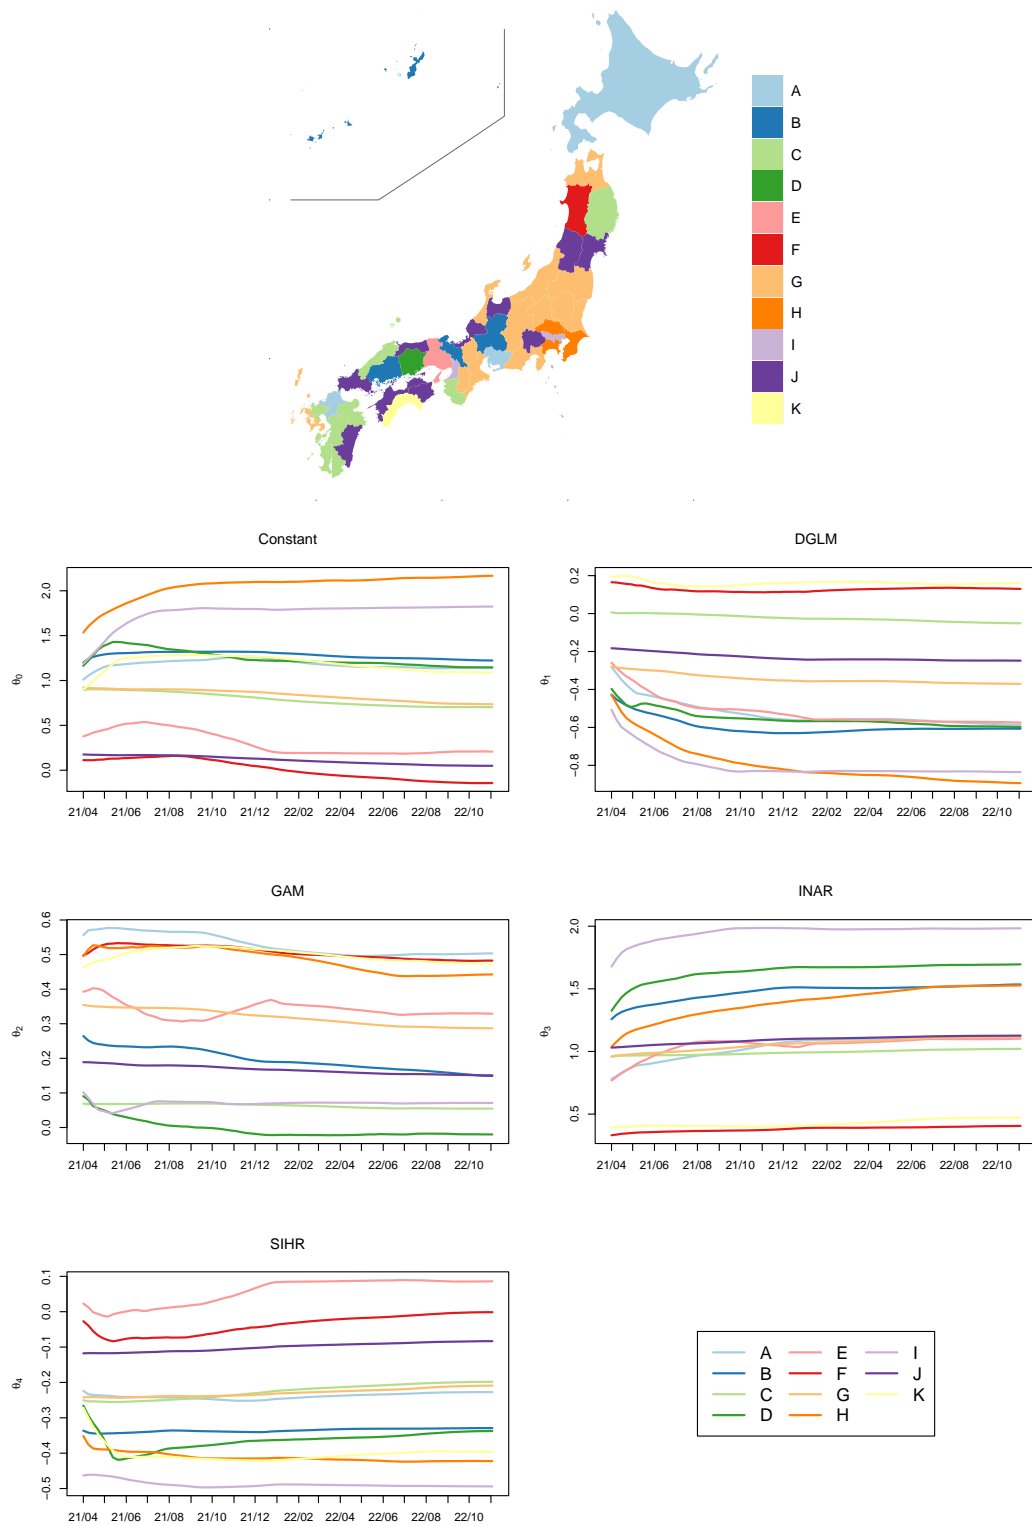 A
B
C
D
E
F
G
H
I
J
K
Constant
θ0
0.0 0.5 1.0 1.5 2.0
21/04 21/06 21/08 21/10 21/12 22/02 22/04 22/06 22/08 22/10
DGLM
θ1
−0.8 −0.6 −0.4 −0.2 0.0 0.2
21/04 21/06 21/08 21/10 21/12 22/02 22/04 22/06 22/08 22/10
GAM
θ2
0.0 0.1 0.2 0.3 0.4 0.5 0.6
21/04 21/06 21/08 21/10 21/12 22/02 22/04 22/06 22/08 22/10
INAR
θ3
0.5 1.0 1.5 2.0
21/04 21/06 21/08 21/10 21/12 22/02 22/04 22/06 22/08 22/10
SIHR
θ4
−0.5 −0.4 −0.3 −0.2 −0.1 0.0 0.1
21/04 21/06 21/08 21/10 21/12 22/02 22/04 22/06 22/08 22/10
A E I
B F J
C G K
D H